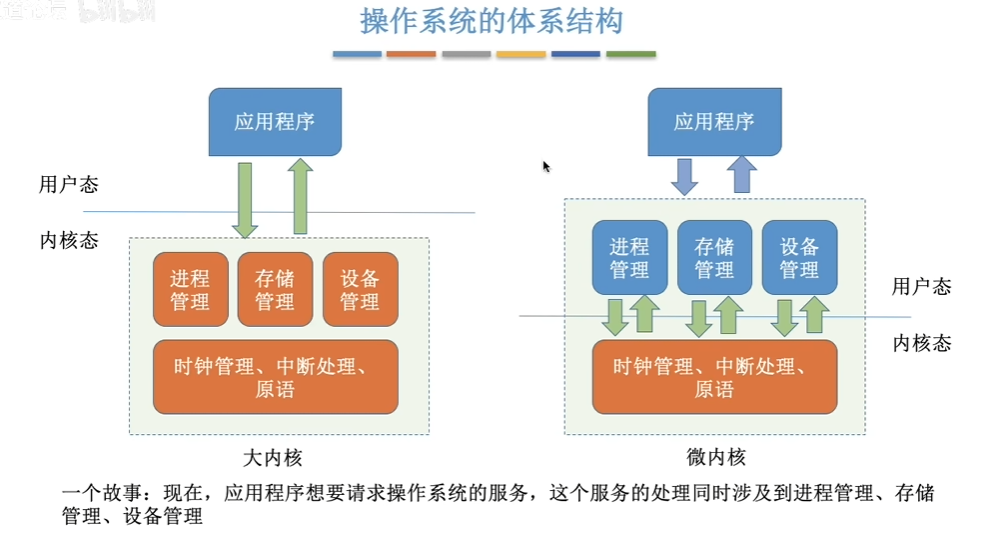 bilibili
操作系统的体系结构
应用程序
用户态
内核态
进程
管理
存储
管理
设备
管理
时钟管理、中断处理、
原语
大内核
应用程序
进程
管理
存储
管理
设备
管理
用户态
内核态
时钟管理、中断处理、
原语
微内核
一个故事：现在，应用程序想要请求操作系统的服务，这个服务的处理同时涉及到进程管理、存储
管理、设备管理